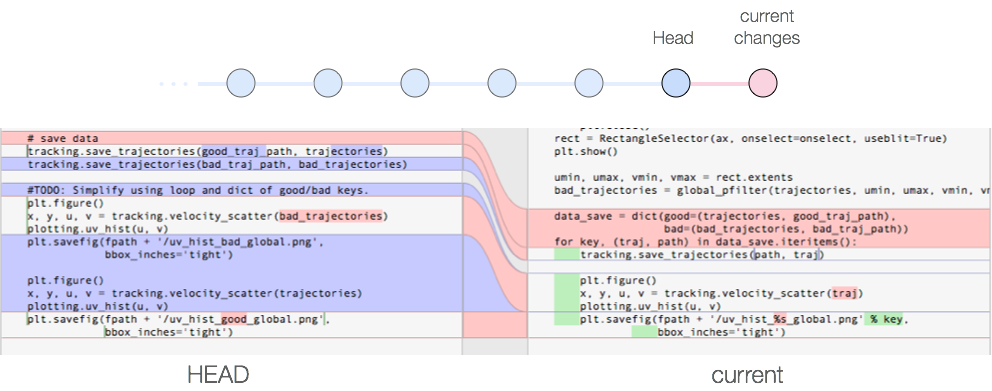 current
Head
changes
# save data
tracking.save_trajectories(good_traj_path, trajectories)
tracking.save_trajectories(bad_traj_path, bad_trajectories)
#TODO: Simplify using loop and dict of good/bad keys.
plt.figure()
x, y, u, v = tracking.velocity_scatter(bad_trajectories)
plotting.uv_hist(u, v)
plt.savefig(fpath + '/uv_hist_bad_global.png',
bbox_inches='tight')
plt.figure()
x, y, u, v = tracking.velocity_scatter(trajectories)
plotting.uv_hist(u, v)
plt.savefig(fpath + '/uv_hist_good_global.png',
bbox_inches='tight')
HEAD
rect = RectangleSelector(ax, onselect=onselect, useblit=True)
plt.show()
umin, umax, vmin, vmax = rect.extents
bad_trajectories = global_pfilter(trajectories, umin, umax, vmin,
data_save = dict(good=(trajectories, good_traj_path),
bad=(bad_trajectories, bad_traj_path))
for key, (traj, path) in data_save.iteritems():
tracking.save_trajectories(path, traj)
plt.figure()
x, y, u, v = tracking.velocity_scatter(traj)
plotting.uv_hist(u, v)
plt.savefig(fpath + '/uv_hist_%s_global.png' % key,
bbox_inches='tight')
current